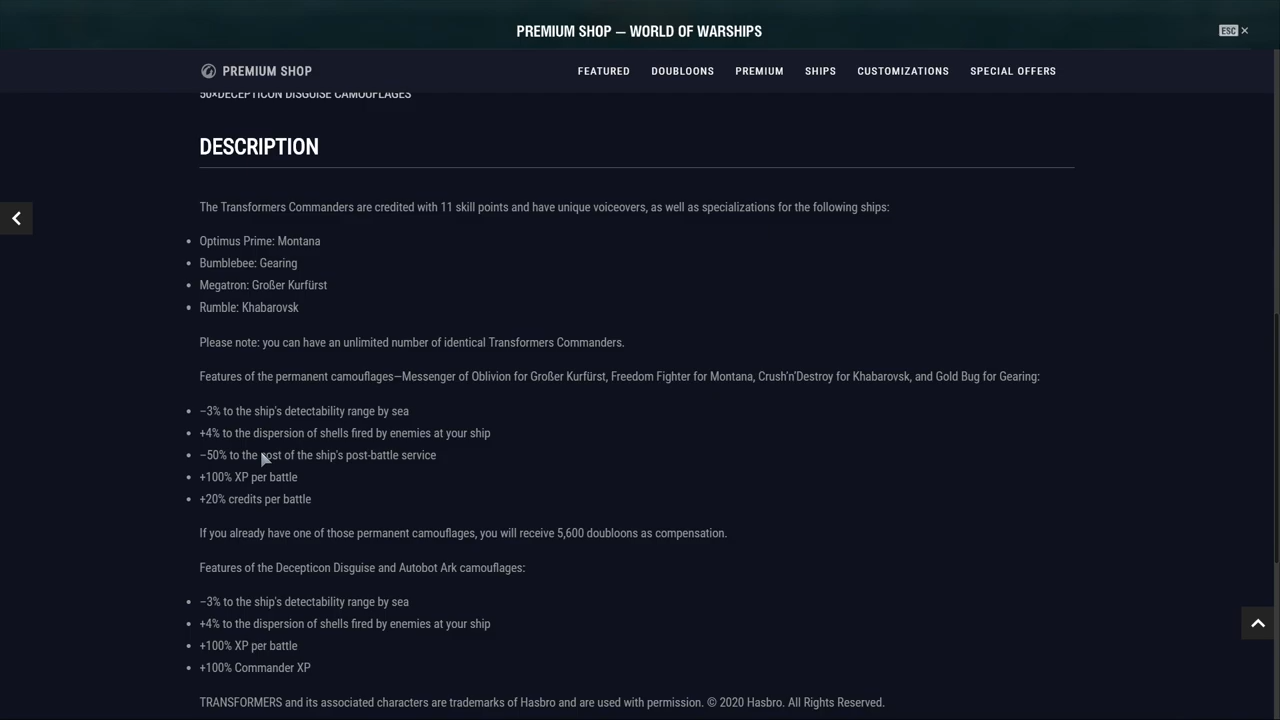 PREMIUM SHOP — WORLD OF WARSHIPS
ESC ×
PREMIUM SHOP
FEATURED DOUBLOONS PREMIUM SHIPS CUSTOMIZATIONS SPECIAL OFFERS
50×DECEPTICON DISGUISE CAMOUFLAGES
DESCRIPTION
The Transformers Commanders are credited with 11 skill points and have unique voiceovers, as well as specializations for the following ships:
• Optimus Prime: Montana
• Bumblebee: Gearing
• Megatron: Großer Kurfürst
• Rumble: Khabarovsk
Please note: you can have an unlimited number of identical Transformers Commanders.
Features of the permanent camouflages—Messenger of Oblivion for Großer Kurfürst, Freedom Fighter for Montana, Crush'n'Destroy for Khabarovsk, and Gold Bug for Gearing:
• −3% to the ship's detectability range by sea
• +4% to the dispersion of shells fired by enemies at your ship
• −50% to the cost of the ship's post-battle service
• +100% XP per battle
• +20% credits per battle
If you already have one of those permanent camouflages, you will receive 5,600 doubloons as compensation.
Features of the Decepticon Disguise and Autobot Ark camouflages:
• −3% to the ship's detectability range by sea
• +4% to the dispersion of shells fired by enemies at your ship
• +100% XP per battle
• +100% Commander XP
TRANSFORMERS and its associated characters are trademarks of Hasbro and are used with permission. © 2020 Hasbro. All Rights Reserved.